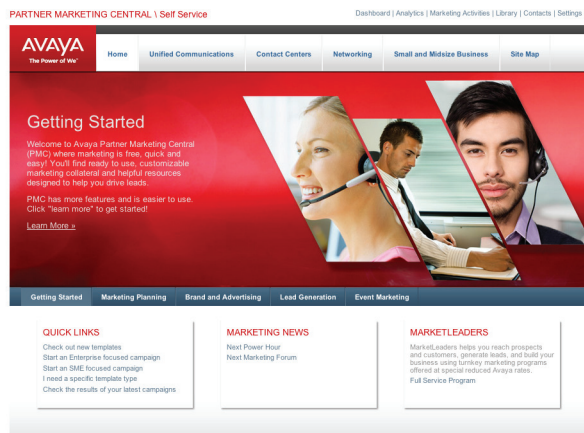 PARTNER MARKETING CENTRAL \ Self Service
Dashboard | Analytics | Marketing Activities | Library | Contacts | Settings
AVAYA
The Power of We™
Home
Unified Communications
Contact Centers
Networking
Small and Midsize Business
Site Map
Getting Started
Welcome to Avaya Partner Marketing Central
(PMC) where marketing is free, quick and
easy! You'll find ready to use, customizable
marketing collateral and helpful resources
designed to help you drive leads.
PMC has more features and is easier to use.
Click "learn more" to get started!
Learn More »
Getting Started
Marketing Planning
Brand and Advertising
Lead Generation
Event Marketing
QUICK LINKS
Check out new templates
Start an Enterprise focused campaign
Start an SME focused campaign
I need a specific template type
Check the results of your latest campaigns
MARKETING NEWS
Next Power Hour
Next Marketing Forum
MARKETLEADERS
MarketLeaders helps you reach prospects
and customers, generate leads, and build your
business using turnkey marketing programs
offered at special reduced Avaya rates.
Full Service Program